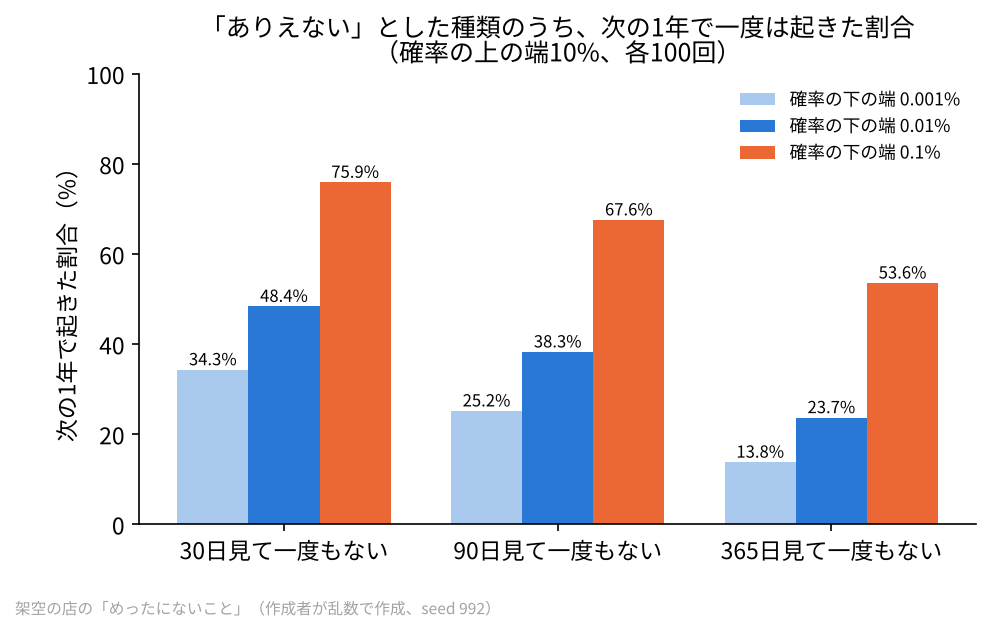 「ありえない」とした種類のうち、次の1年で一度は起きた割合
（確率の上の端10%、各100回）
確率の下の端 0.001%
確率の下の端 0.01%
確率の下の端 0.1%
次の1年で起きた割合（%）
100
80
60
40
20
0
34.3%
48.4%
75.9%
25.2%
38.3%
67.6%
13.8%
23.7%
53.6%
30日見て一度もない
90日見て一度もない
365日見て一度もない
架空の店の「めったにないこと」（作成者が乱数で作成、seed 992）